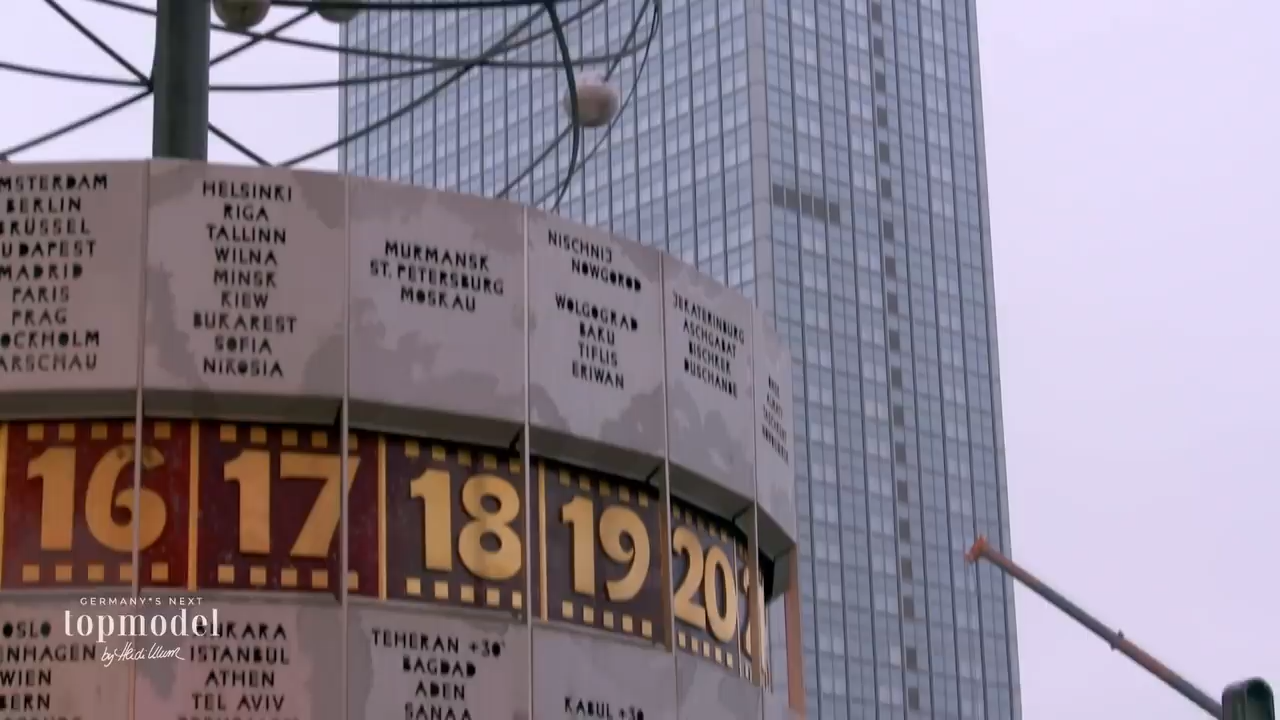 MSTERDAM
BERLIN
BRÜSSEL
UDAPEST
MADRID
PARIS
PRAG
OCKHOLM
ARSCHAU
HELSINKI
RIGA
TALLINN
WILNA
MINSK
KIEW
BUKAREST
SOFIA
NIKOSIA
MURMANSK
ST. PETERSBURG
MOSKAU
NISCHNIJ
NOWGOROD
WOLGOGRAD
BAKU
TIFLIS
ERIWAN
JEKATERINBURG
ASCHGABAT
BISCHKEK
DUSCHANBE
16 17 18 19 20
GERMANY*S NEXT
topmodel
by Heidi Klum
OSLO
ENHAGEN
WIEN
BERN
ANKARA
ISTANBUL
ATHEN
TEL AVIV
TEHERAN +30'
BAGDAD
ADEN
SANAA
KABUL +30